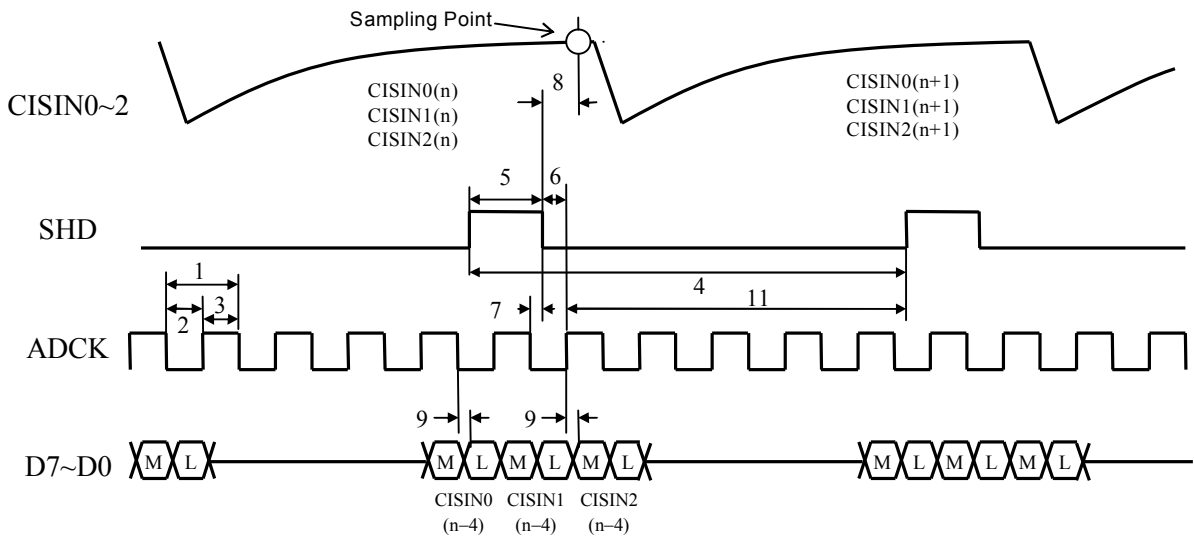 Sampling Point
CISIN0~2
CISIN0(n)
CISIN1(n)
CISIN2(n)
8
CISIN0(n+1)
CISIN1(n+1)
CISIN2(n+1)
SHD
5
6
4
1
2
3
7
11
ADCK
9
9
D7~D0
M L M L M L M L M L M L M L
CISIN0 CISIN1 CISIN2
(n–4) (n–4) (n–4)